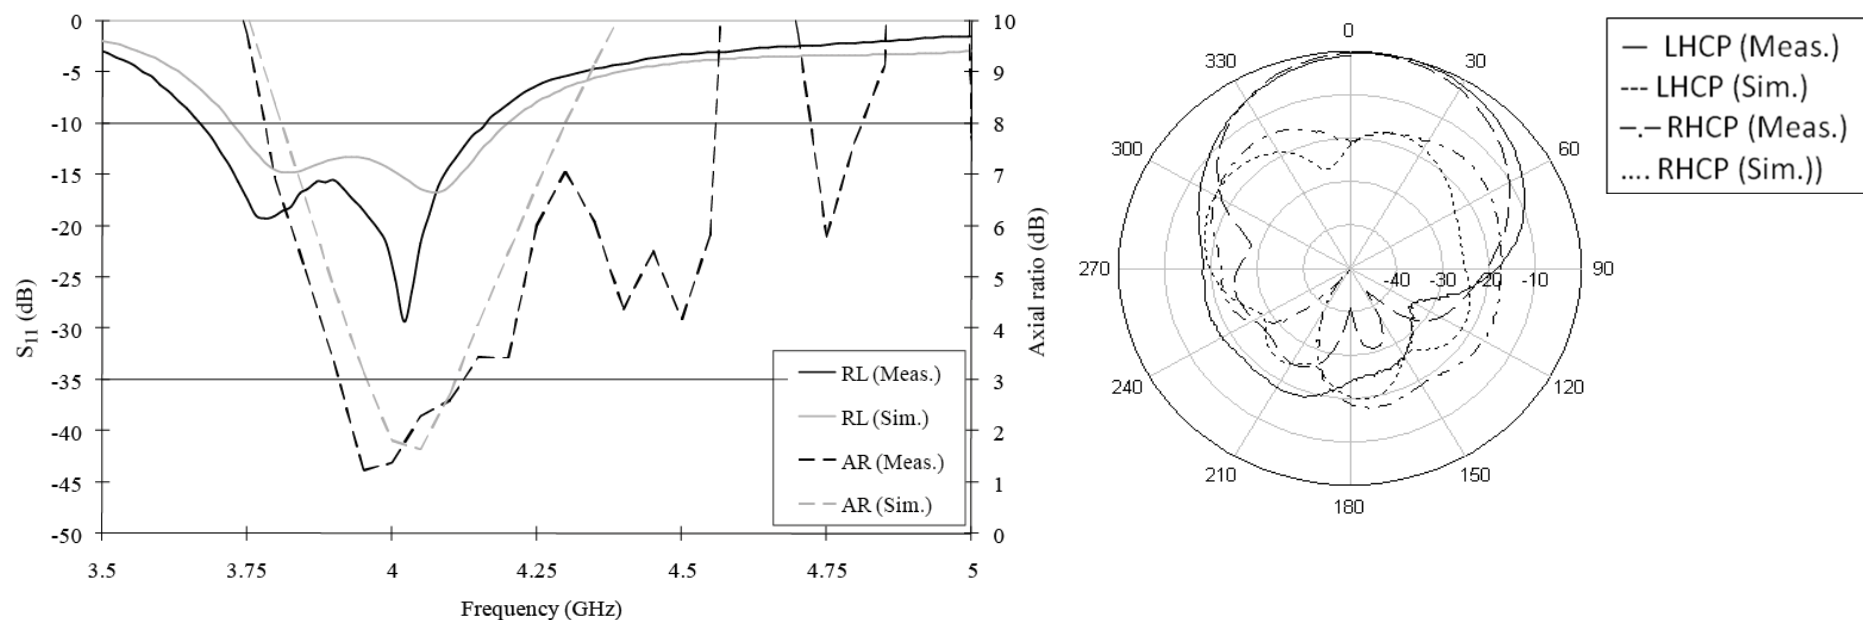 0
-5
-10
-15
-20
-25
-30
-35
-40
-45
-50
S11 (dB)
10
9
8
7
6
5
4
3
2
1
0
Axial ratio (dB)
RL (Meas.)
RL (Sim.)
AR (Meas.)
AR (Sim.)
3.5 3.75 4 4.25 4.5 4.75 5
Frequency (GHz)
0
330 30
300 60
270 -40 -30 -20 -10 90
240 120
210 150
180
LHCP (Meas.)
--- LHCP (Sim.)
–.– RHCP (Meas.)
.... RHCP (Sim.))